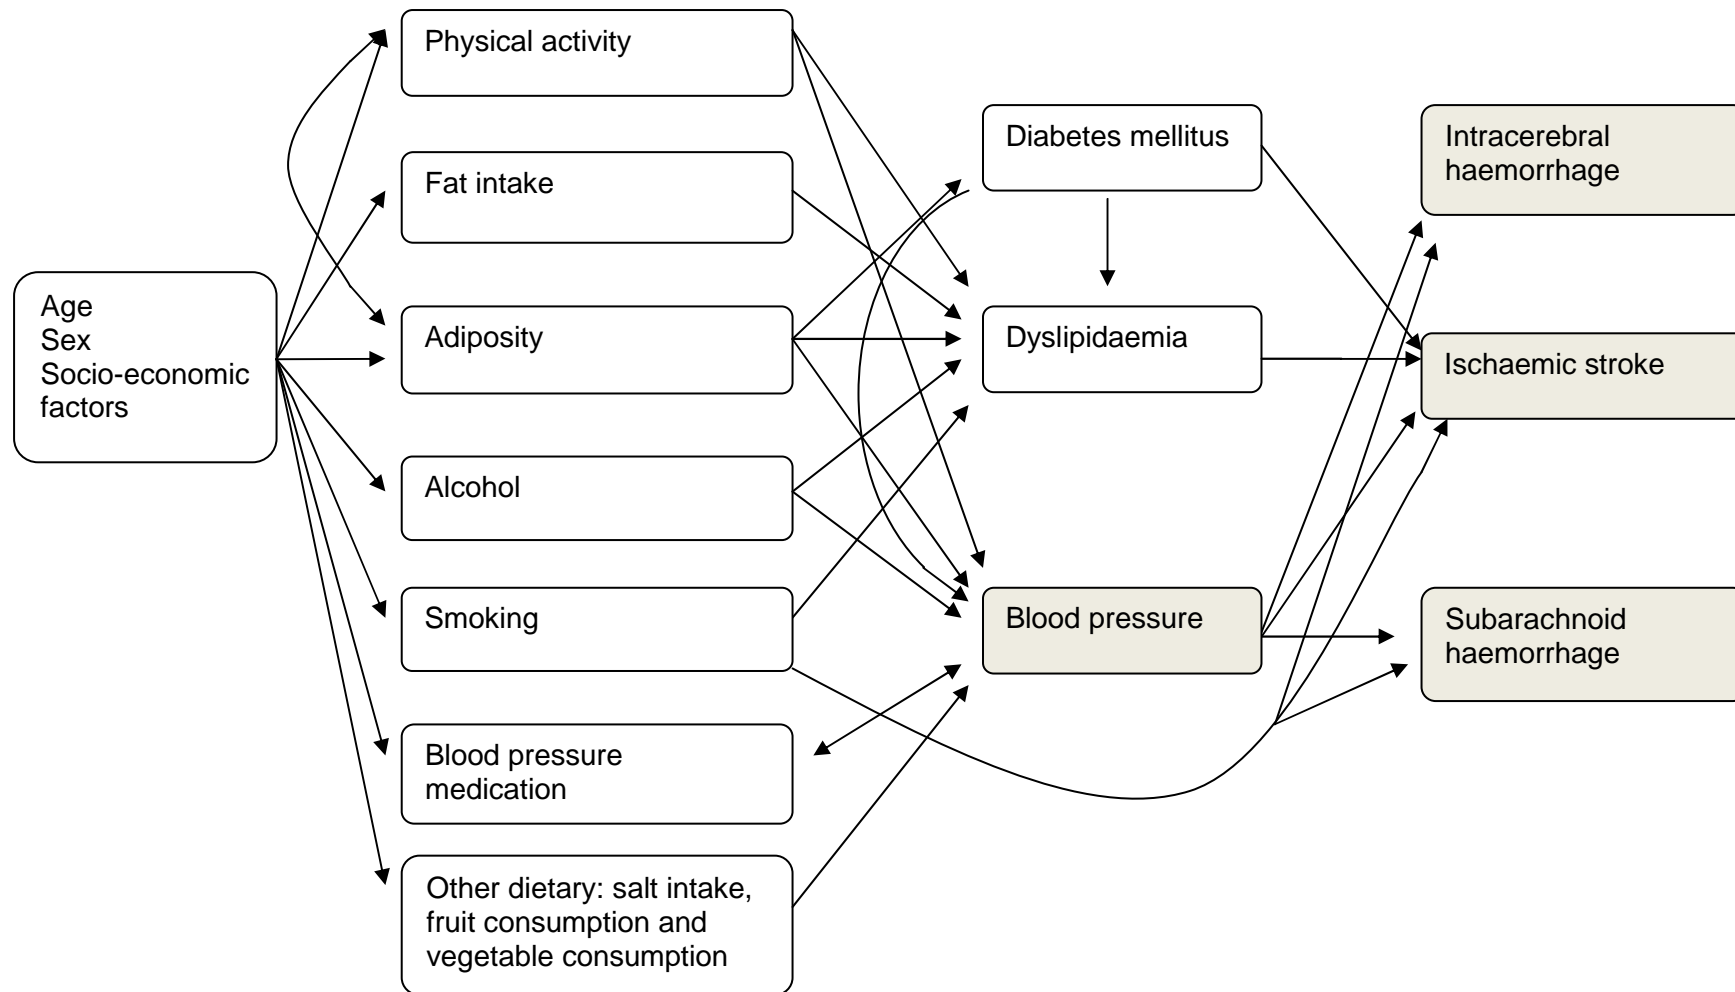 Age
Sex
Socio-economic
factors
Physical activity
Fat intake
Adiposity
Alcohol
Smoking
Blood pressure
medication
Other dietary: salt intake,
fruit consumption and
vegetable consumption
Diabetes mellitus
Dyslipidaemia
Blood pressure
Intracerebral
haemorrhage
Ischaemic stroke
Subarachnoid
haemorrhage